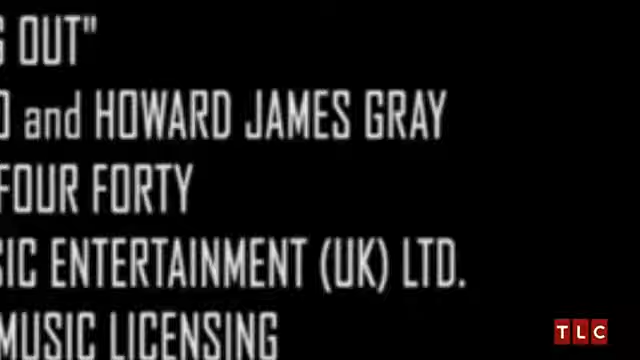 OUT"
and HOWARD JAMES GRAY
FOUR FORTY
ENTERTAINMENT (UK) LTD.
MUSIC LICENSING
TLC